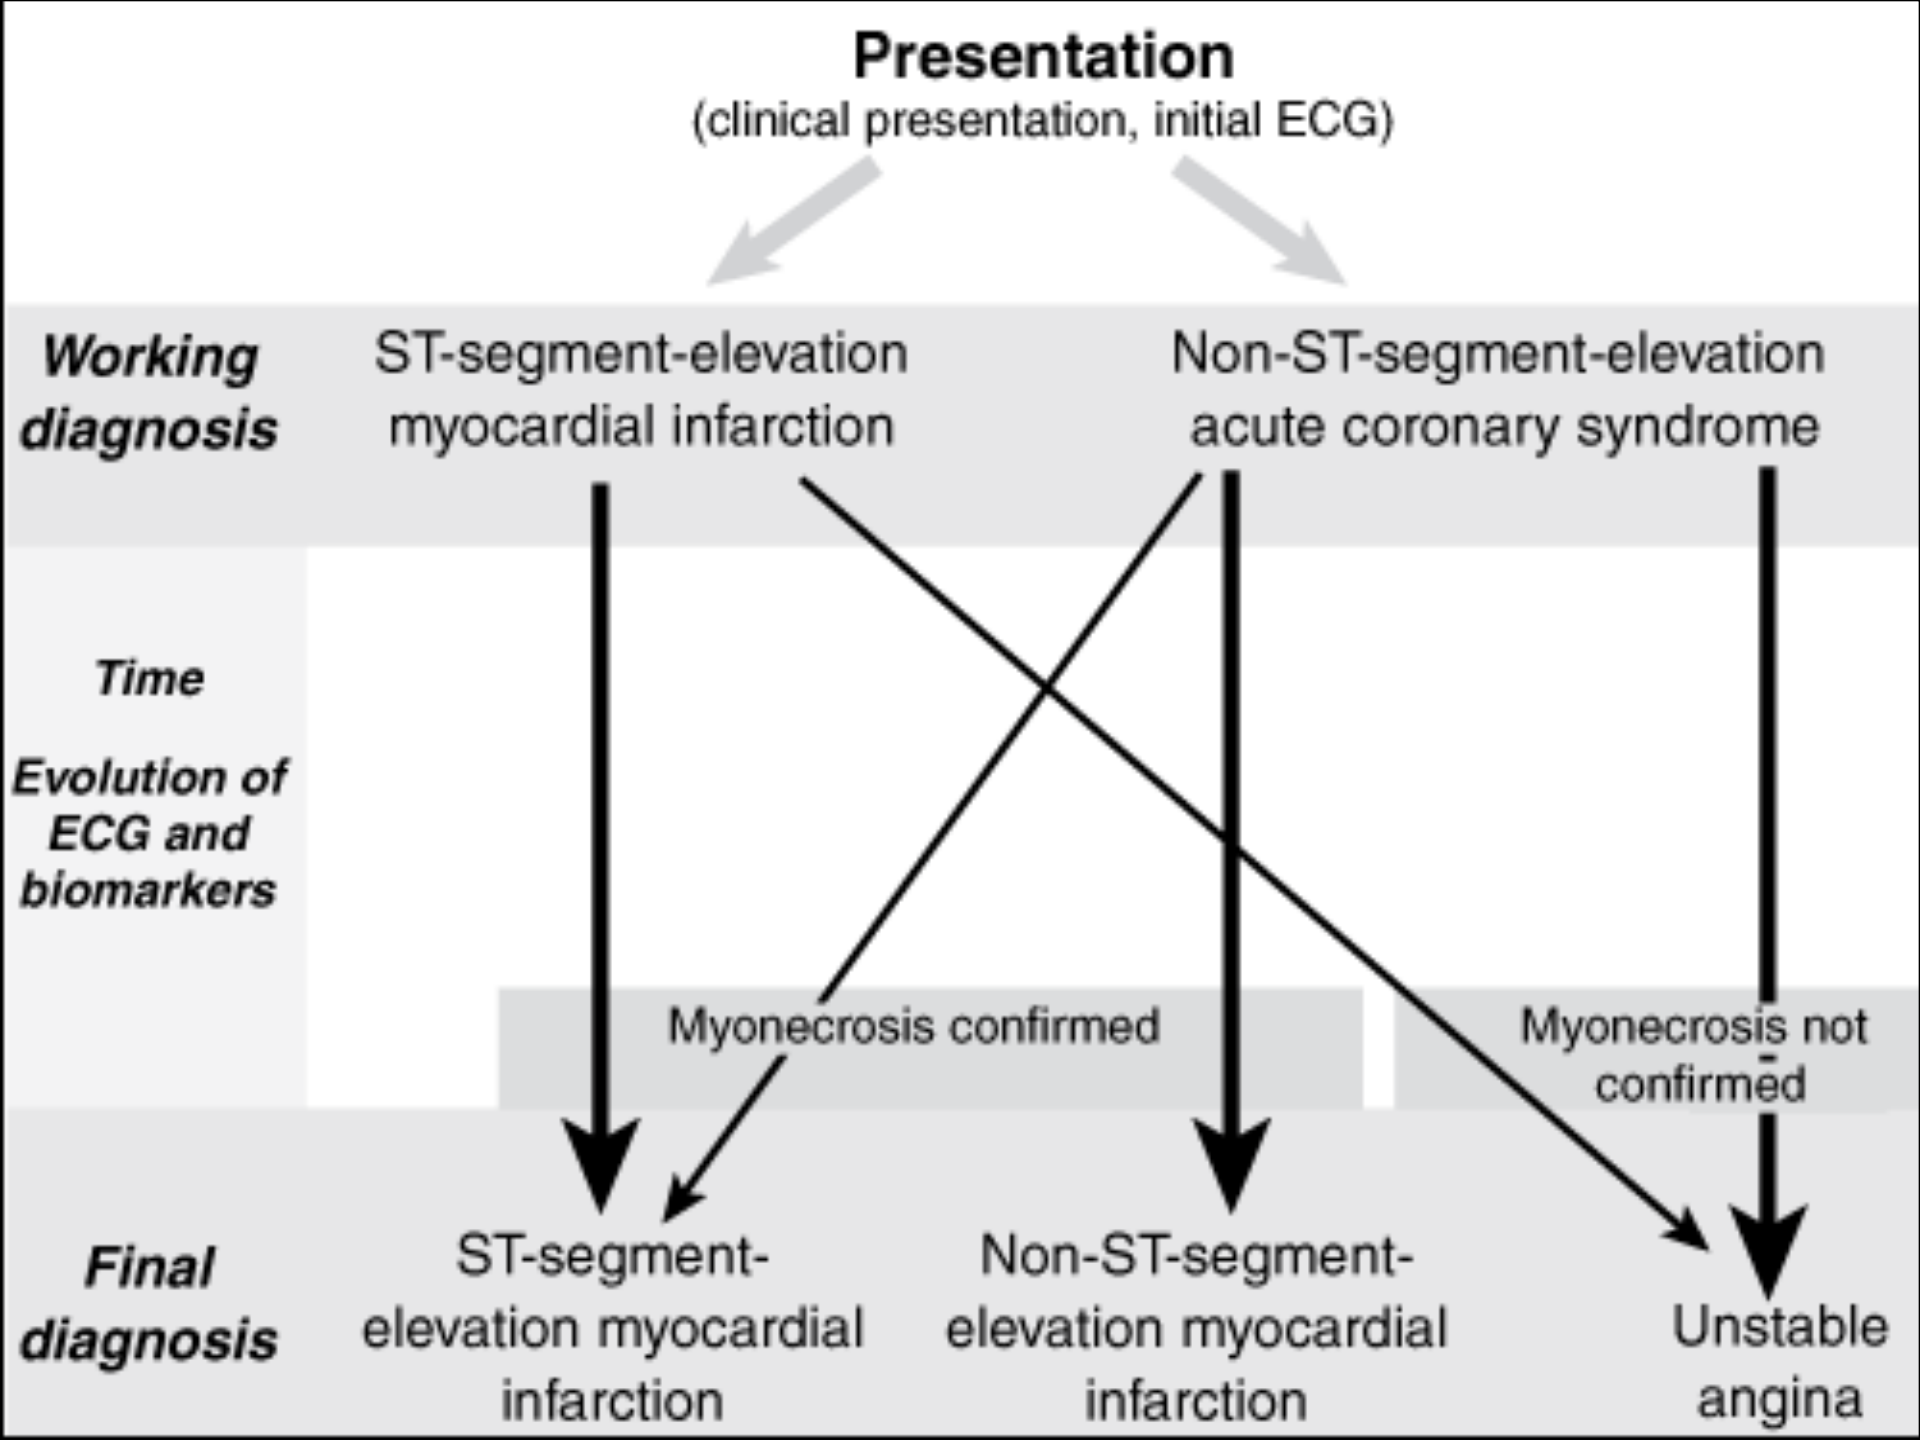 Presentation
(clinical presentation, initial ECG)
Working
diagnosis
ST-segment-elevation
myocardial infarction
Non-ST-segment-elevation
acute coronary syndrome
Time
Evolution of
ECG and
biomarkers
Myonecrosis confirmed
Myonecrosis not
confirmed
Final
diagnosis
ST-segment-
elevation myocardial
infarction
Non-ST-segment-
elevation myocardial
infarction
Unstable
angina